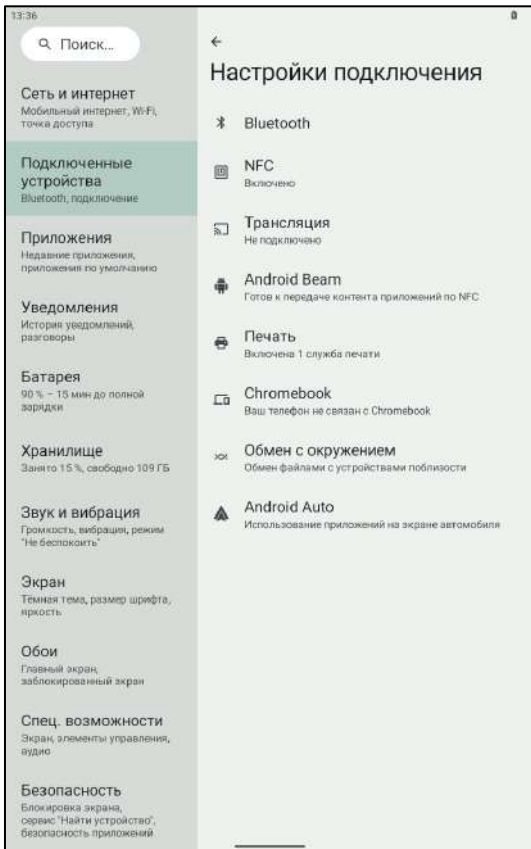 13:36
Поиск...
Сеть и интернет
Мобильный интернет, Wi-Fi,
точка доступа
Подключенные
устройства
Bluetooth, подключение
Приложения
Недавние приложения,
приложения по умолчанию
Уведомления
История уведомлений,
разговоры
Батарея
90 % – 15 мин до полной
зарядки
Хранилище
Занято 15 %, свободно 109 ГБ
Звук и вибрация
Громкость, вибрация, режим
"Не беспокоить"
Экран
Тёмная тема, размер шрифта,
яркость
Обои
Главный экран,
заблокированный экран
Спец. возможности
Экран, элементы управления,
аудио
Безопасность
Блокировка экрана,
сервис "Найти устройство",
безопасность приложений
Настройки подключения
Bluetooth
NFC
Включено
Трансляция
Не подключено
Android Beam
Готов к передаче контента приложений по NFC
Печать
Включена 1 служба печати
Chromebook
Ваш телефон не связан с Chromebook
Обмен с окружением
Обмен файлами с устройствами поблизости
Android Auto
Использование приложений на экране автомобиля